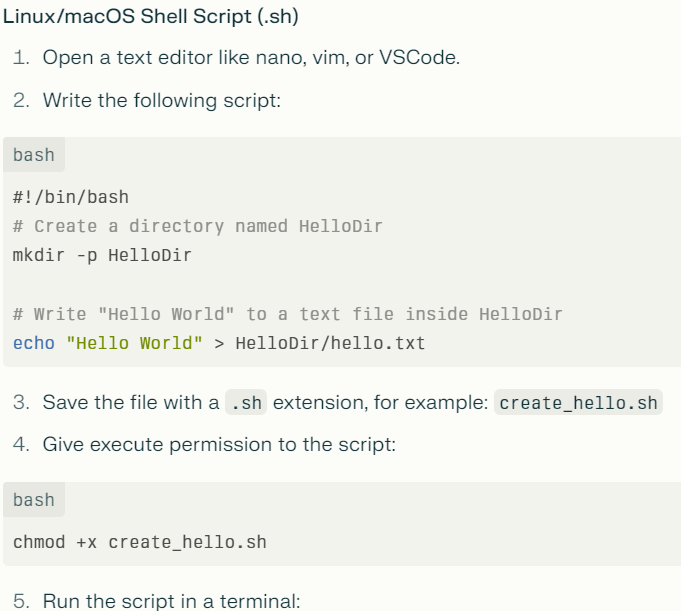 Linux/macOS Shell Script (.sh)
1. Open a text editor like nano, vim, or VSCode.
2. Write the following script:
bash
#!/bin/bash
# Create a directory named HelloDir
mkdir -p HelloDir
# Write "Hello World" to a text file inside HelloDir
echo "Hello World" > HelloDir/hello.txt
3. Save the file with a .sh extension, for example: create_hello.sh
4. Give execute permission to the script:
bash
chmod +x create_hello.sh
5. Run the script in a terminal: